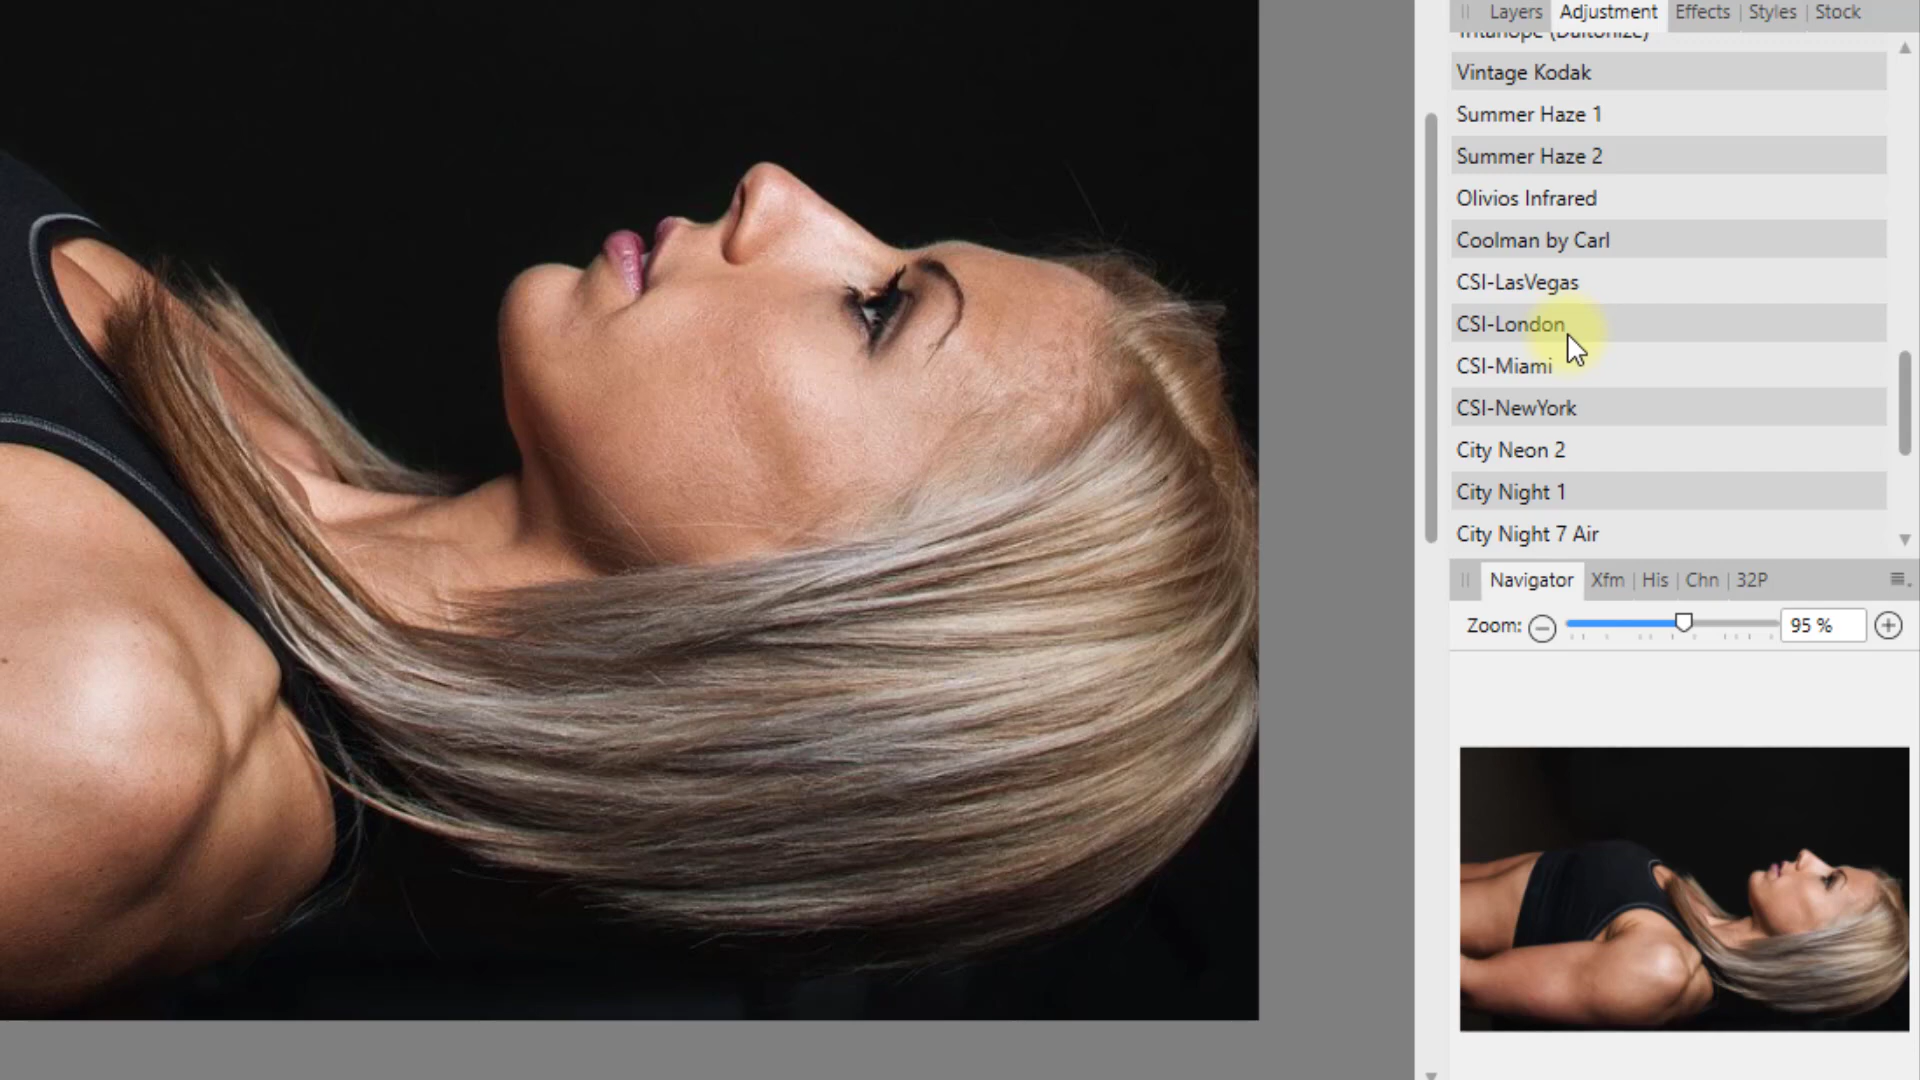 Layers Adjustment Effects | Styles | Stock
Tritanope (Daltonize)
Vintage Kodak
Summer Haze 1
Summer Haze 2
Olivios Infrared
Coolman by Carl
CSI-LasVegas
CSI-London
CSI-Miami
CSI-NewYork
City Neon 2
City Night 1
City Night 7 Air
Navigator Xfm | His | Chn | 32P
Zoom: 95 %